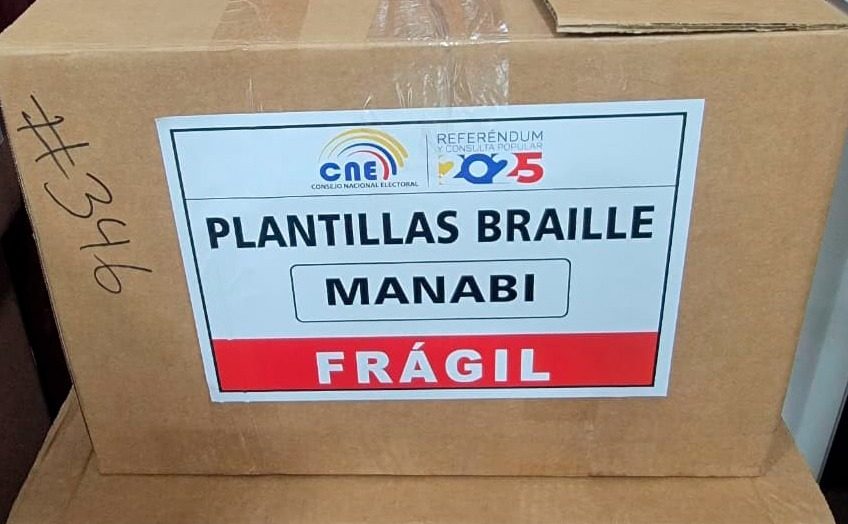 #346
CNE
CONSEJO NACIONAL ELECTORAL
REFERÉNDUM
Y CONSULTA POPULAR
2025
PLANTILLAS BRAILLE
MANABI
FRÁGIL